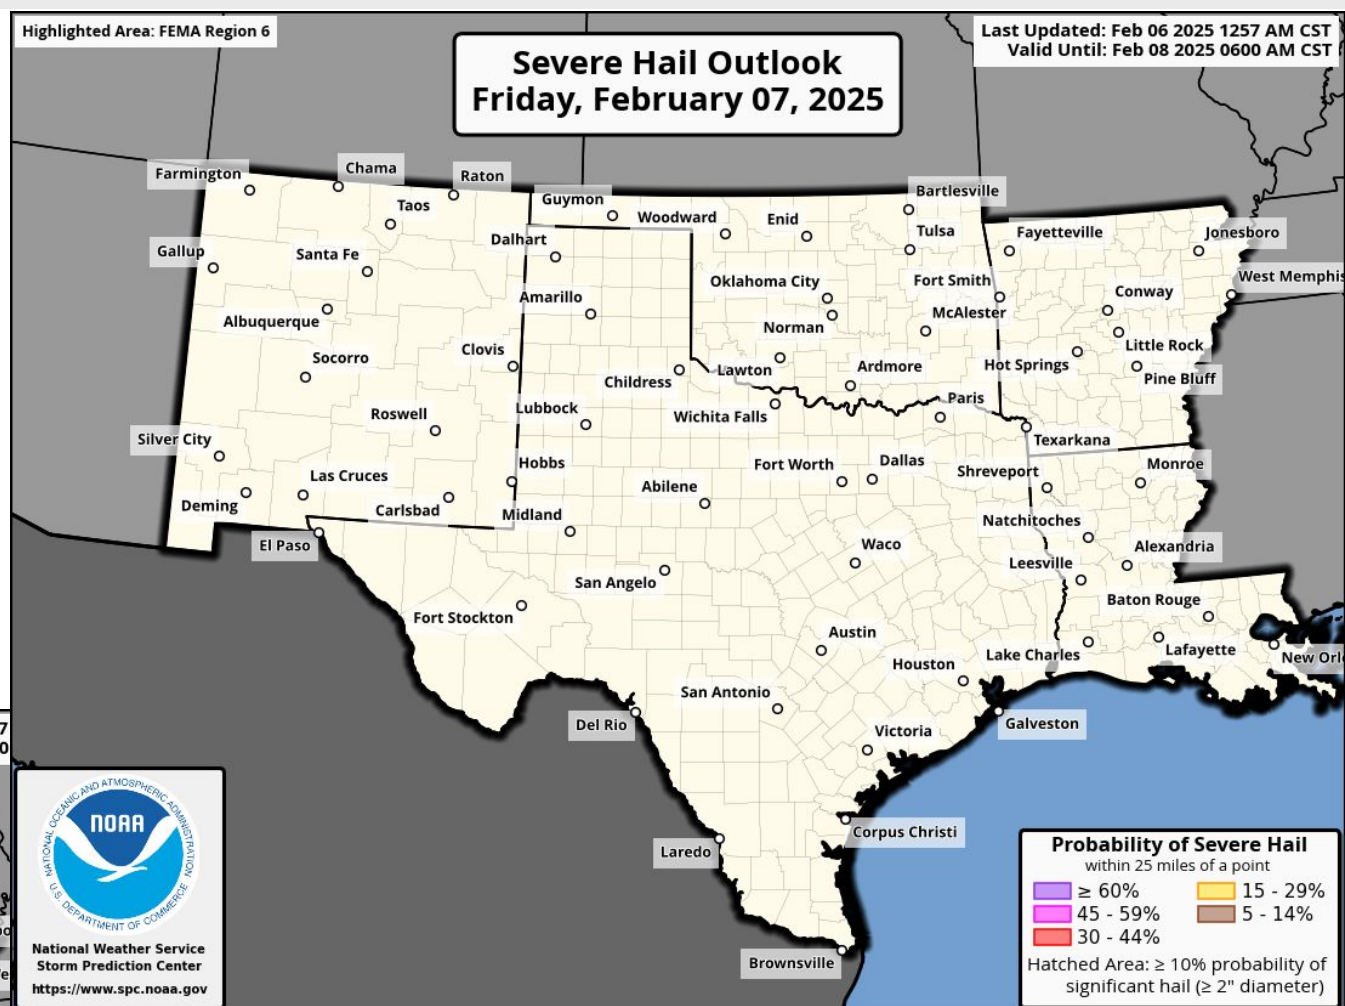 Highlighted Area: FEMA Region 6
Last Updated: Feb 06 2025 1257 AM CST
Valid Until: Feb 08 2025 0600 AM CST
Severe Hail Outlook
Friday, February 07, 2025
Farmington
Chama
Raton
Taos
Guymon
Woodward
Enid
Bartlesville
Tulsa
Fayetteville
Jonesboro
Gallup
Santa Fe
Dalhart
Oklahoma City
Fort Smith
West Memphis
Albuquerque
Amarillo
Norman
McAlester
Conway
Socorro
Clovis
Childress
Lawton
Ardmore
Hot Springs
Little Rock
Pine Bluff
Roswell
Lubbock
Wichita Falls
Paris
Silver City
Texarkana
Las Cruces
Hobbs
Abilene
Fort Worth
Dallas
Shreveport
Monroe
Deming
Carlsbad
Midland
Natchitoches
El Paso
San Angelo
Waco
Leesville
Alexandria
Fort Stockton
Baton Rouge
Austin
Houston
Lake Charles
Lafayette
New Orl
San Antonio
Del Rio
Victoria
Galveston
Corpus Christi
Laredo
Brownsville
7
0
NATIONAL OCEANIC AND ATMOSPHERIC ADMINISTRATION
NOAA
U.S. DEPARTMENT OF COMMERCE
National Weather Service
Storm Prediction Center
https://www.spc.noaa.gov
Probability of Severe Hail
within 25 miles of a point
≥ 60%
15 - 29%
45 - 59%
5 - 14%
30 - 44%
Hatched Area: ≥ 10% probability of
significant hail (≥ 2" diameter)